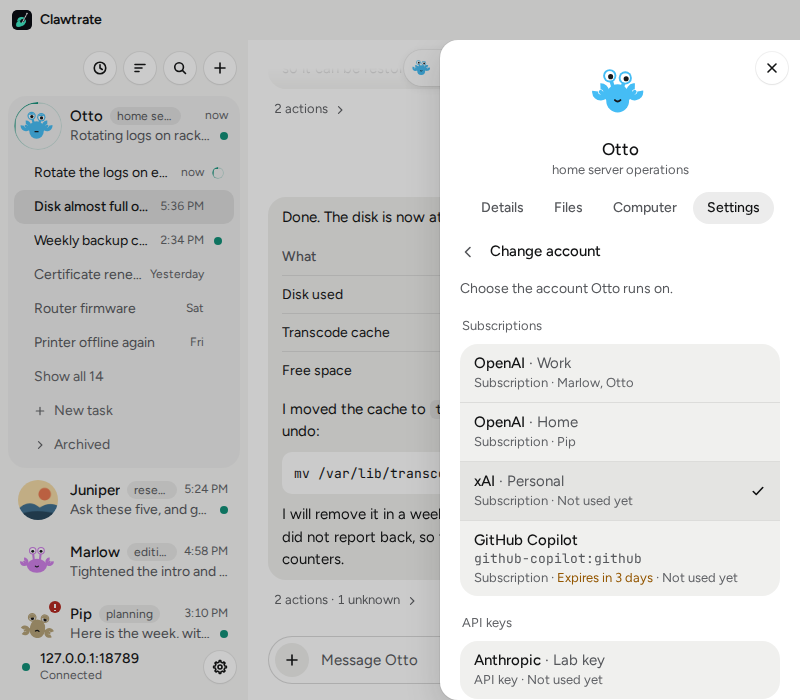 Clawtrate
Otto home se... now
Rotating logs on rack...
Rotate the logs on e... now
Disk almost full o... 5:36 PM
Weekly backup c... 2:34 PM
Certificate rene... Yesterday
Router firmware Sat
Printer offline again Fri
Show all 14
+ New task
Archived
Juniper rese... 5:24 PM
Ask these five, and g...
Marlow editi... 4:58 PM
Tightened the intro and ...
Pip planning 3:10 PM
Here is the week. wit...
127.0.0.1:18789
Connected
2 actions
Done. The disk is now at
What
Disk used
Transcode cache
Free space
I moved the cache to
undo:
mv /var/lib/transc
I will remove it in a wee
did not report back, so
counters.
2 actions · 1 unknown
Message Otto
Otto
home server operations
Details Files Computer Settings
Change account
Choose the account Otto runs on.
Subscriptions
OpenAI · Work
Subscription · Marlow, Otto
OpenAI · Home
Subscription · Pip
xAI · Personal
Subscription · Not used yet
GitHub Copilot
github-copilot:github
Subscription · Expires in 3 days · Not used yet
API keys
Anthropic · Lab key
API key · Not used yet